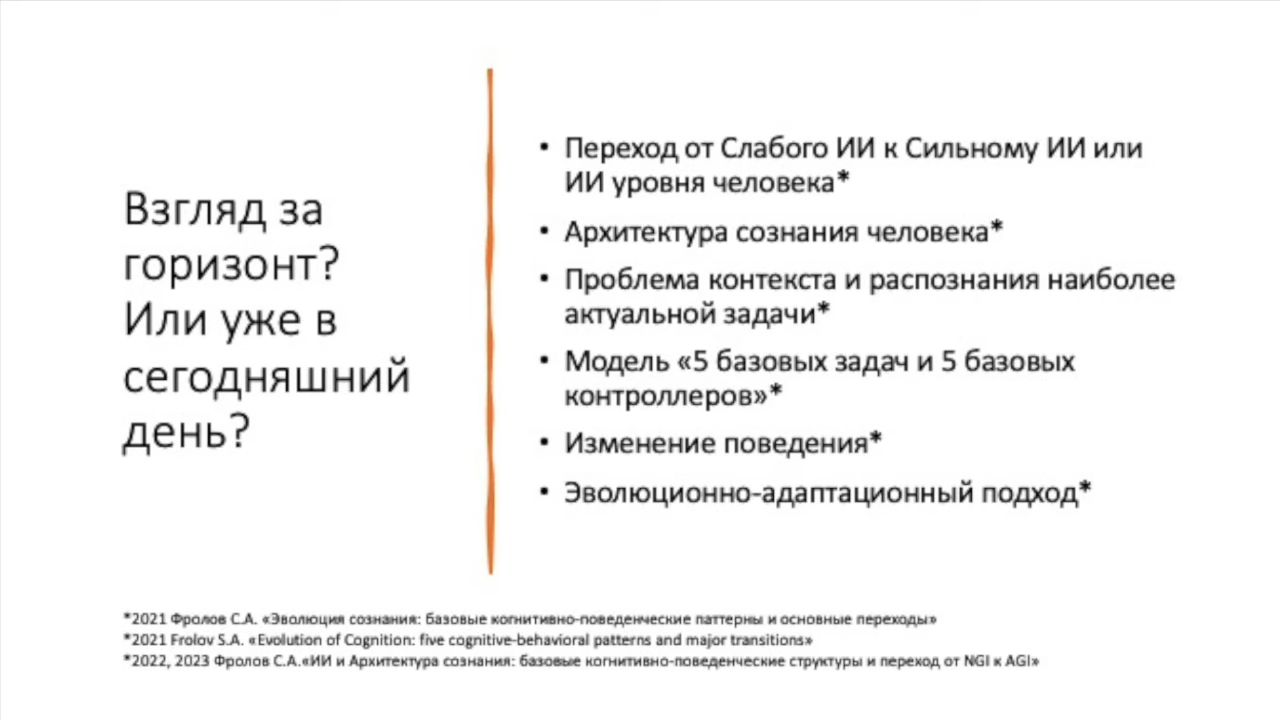 Взгляд за
горизонт?
Или уже в
сегодняшний
день?
• Переход от Слабого ИИ к Сильному ИИ или
ИИ уровня человека*
• Архитектура сознания человека*
• Проблема контекста и распознания наиболее
актуальной задачи*
• Модель «5 базовых задач и 5 базовых
контроллеров»*
• Изменение поведения*
• Эволюционно-адаптационный подход*
*2021 Фролов С.А. «Эволюция сознания: базовые когнитивно-поведенческие паттерны и основные переходы»
*2021 Frolov S.A. «Evolution of Cognition: five cognitive-behavioral patterns and major transitions»
*2022, 2023 Фролов С.А.«ИИ и Архитектура сознания: базовые когнитивно-поведенческие структуры и переход от NGI к AGI»